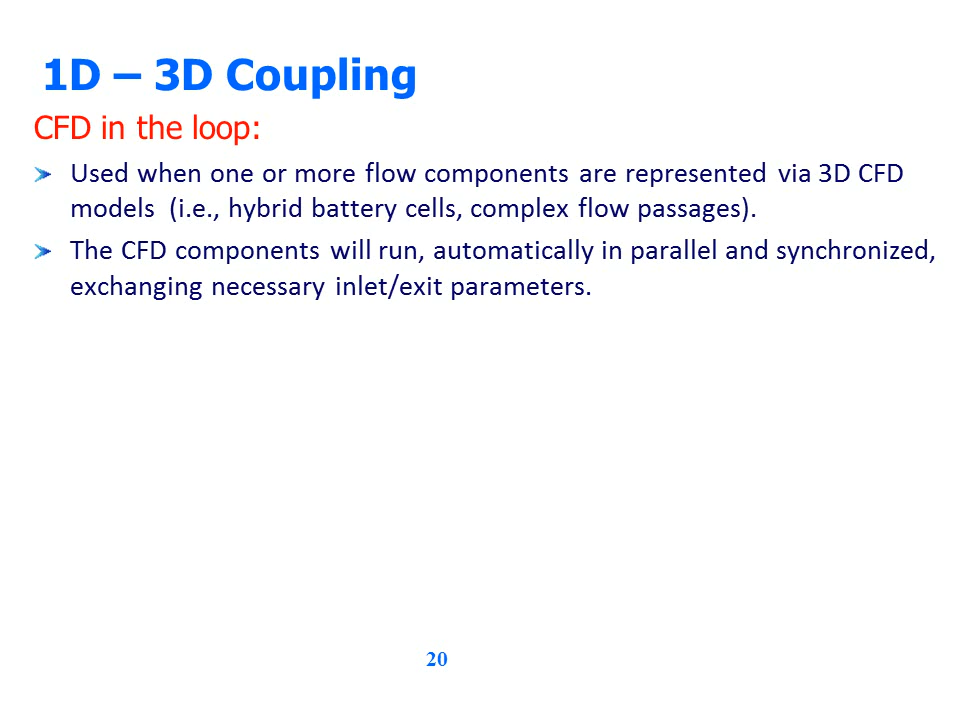 1D – 3D Coupling
CFD in the loop:
Used when one or more flow components are represented via 3D CFD
models (i.e., hybrid battery cells, complex flow passages).
The CFD components will run, automatically in parallel and synchronized,
exchanging necessary inlet/exit parameters.
20